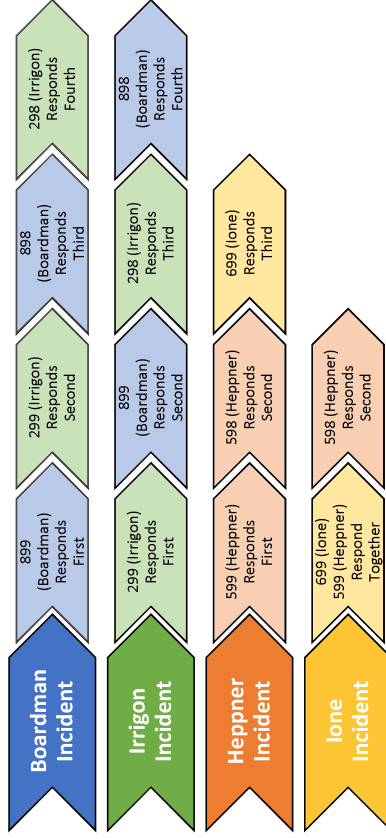 Boardman
Incident
899
(Boardman)
Responds
First
299 (Irrigon)
Responds
Second
898
(Boardman)
Responds
Third
298 (Irrigon)
Responds
Fourth
Irrigon
Incident
299 (Irrigon)
Responds
First
899
(Boardman)
Responds
Second
298 (Irrigon)
Responds
Third
898
(Boardman)
Responds
Fourth
Heppner
Incident
599 (Heppner)
Responds
First
598 (Heppner)
Responds
Second
699 (Ione)
Responds
Third
Ione
Incident
699 (Ione)
599 (Heppner)
Respond
Together
598 (Heppner)
Responds
Second